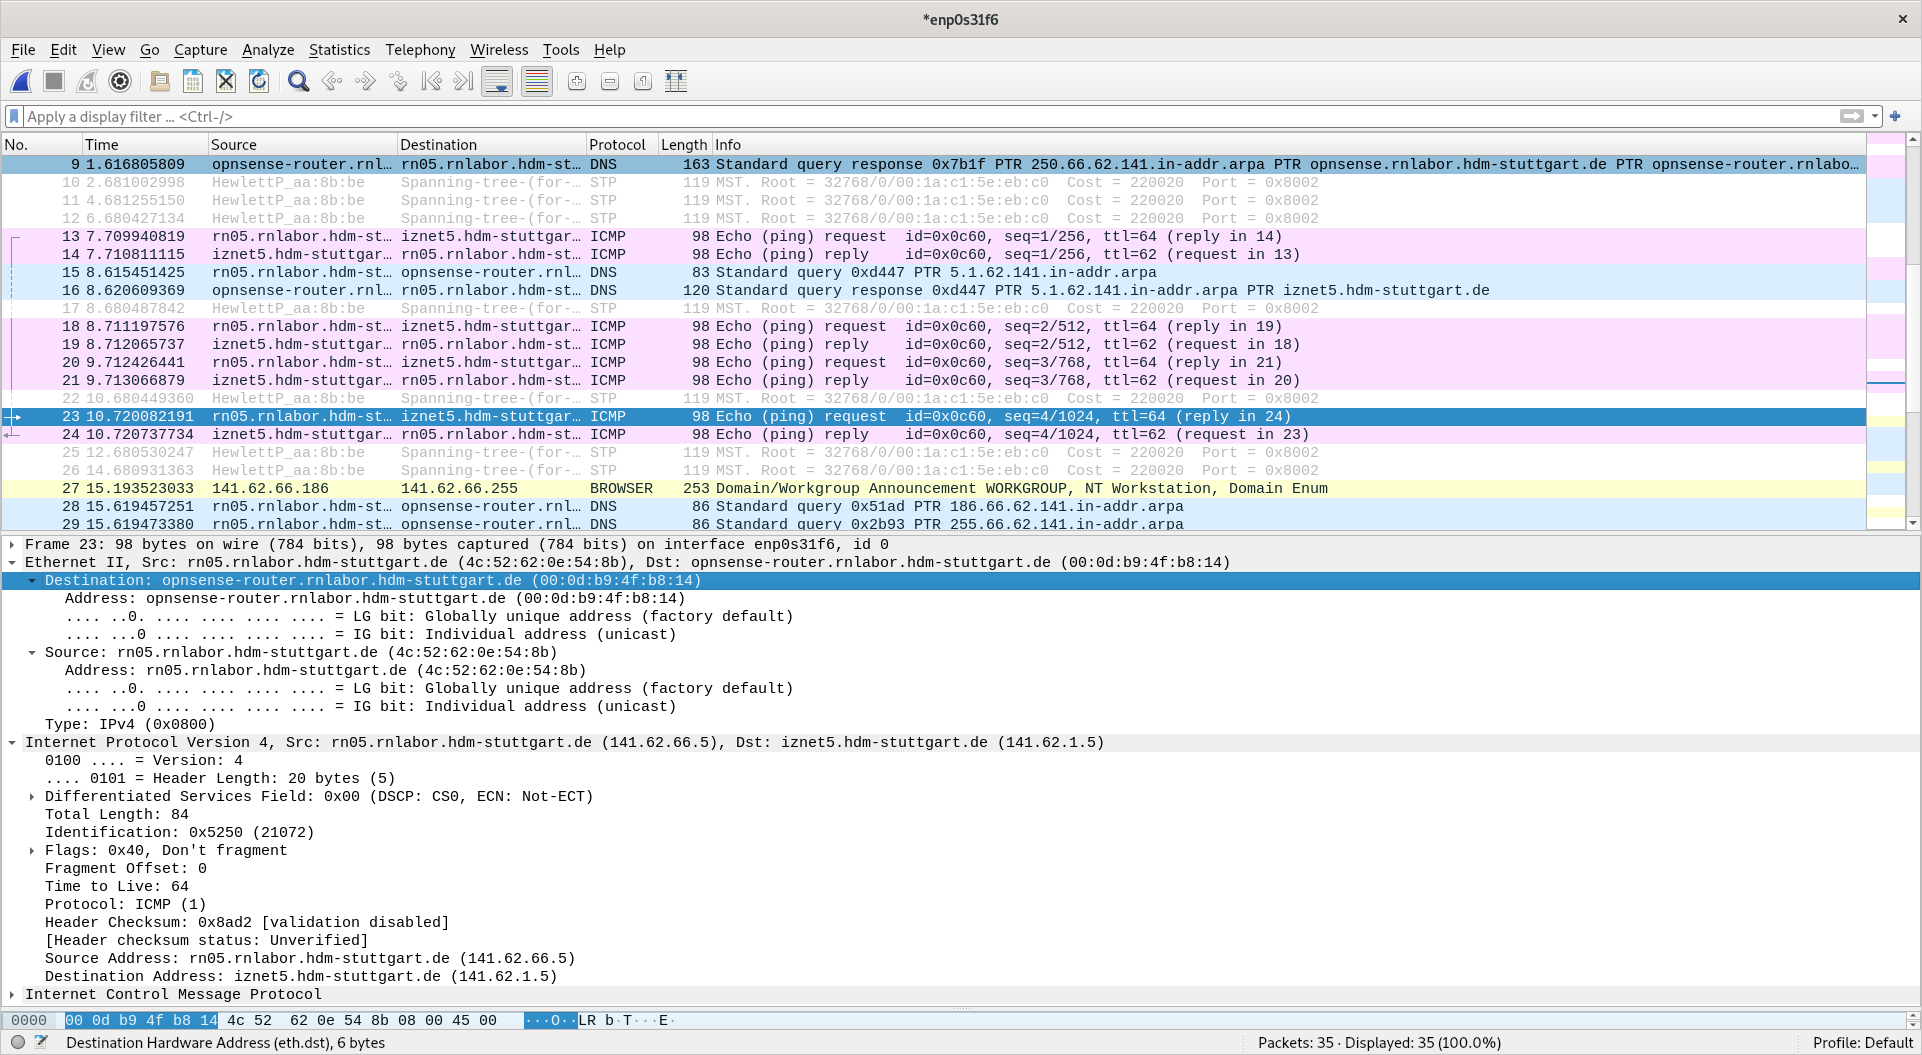 *enp0s31f6
File Edit View Go Capture Analyze Statistics Telephony Wireless Tools Help
Apply a display filter ... <Ctrl-/>
No. Time Source Destination Protocol Length Info
9 1.616805809 opnsense-router.rnl… rn05.rnlabor.hdm-st… DNS 163 Standard query response 0x7b1f PTR 250.66.62.141.in-addr.arpa PTR opnsense.rnlabor.hdm-stuttgart.de PTR opnsense-router.rnlabo…
10 2.681002998 HewlettP_aa:8b:be Spanning-tree-(for-… STP 119 MST. Root = 32768/0/00:1a:c1:5e:eb:c0 Cost = 220020 Port = 0x8002
11 4.681255150 HewlettP_aa:8b:be Spanning-tree-(for-… STP 119 MST. Root = 32768/0/00:1a:c1:5e:eb:c0 Cost = 220020 Port = 0x8002
12 6.680427134 HewlettP_aa:8b:be Spanning-tree-(for-… STP 119 MST. Root = 32768/0/00:1a:c1:5e:eb:c0 Cost = 220020 Port = 0x8002
13 7.709940819 rn05.rnlabor.hdm-st… iznet5.hdm-stuttgar… ICMP 98 Echo (ping) request id=0x0c60, seq=1/256, ttl=64 (reply in 14)
14 7.710811115 iznet5.hdm-stuttgar… rn05.rnlabor.hdm-st… ICMP 98 Echo (ping) reply id=0x0c60, seq=1/256, ttl=62 (request in 13)
15 8.615451425 rn05.rnlabor.hdm-st… opnsense-router.rnl… DNS 83 Standard query 0xd447 PTR 5.1.62.141.in-addr.arpa
16 8.620609369 opnsense-router.rnl… rn05.rnlabor.hdm-st… DNS 120 Standard query response 0xd447 PTR 5.1.62.141.in-addr.arpa PTR iznet5.hdm-stuttgart.de
17 8.680487842 HewlettP_aa:8b:be Spanning-tree-(for-… STP 119 MST. Root = 32768/0/00:1a:c1:5e:eb:c0 Cost = 220020 Port = 0x8002
18 8.711197576 rn05.rnlabor.hdm-st… iznet5.hdm-stuttgar… ICMP 98 Echo (ping) request id=0x0c60, seq=2/512, ttl=64 (reply in 19)
19 8.712065737 iznet5.hdm-stuttgar… rn05.rnlabor.hdm-st… ICMP 98 Echo (ping) reply id=0x0c60, seq=2/512, ttl=62 (request in 18)
20 9.712426441 rn05.rnlabor.hdm-st… iznet5.hdm-stuttgar… ICMP 98 Echo (ping) request id=0x0c60, seq=3/768, ttl=64 (reply in 21)
21 9.713066879 iznet5.hdm-stuttgar… rn05.rnlabor.hdm-st… ICMP 98 Echo (ping) reply id=0x0c60, seq=3/768, ttl=62 (request in 20)
22 10.680449360 HewlettP_aa:8b:be Spanning-tree-(for-… STP 119 MST. Root = 32768/0/00:1a:c1:5e:eb:c0 Cost = 220020 Port = 0x8002
23 10.720082191 rn05.rnlabor.hdm-st… iznet5.hdm-stuttgar… ICMP 98 Echo (ping) request id=0x0c60, seq=4/1024, ttl=64 (reply in 24)
24 10.720737734 iznet5.hdm-stuttgar… rn05.rnlabor.hdm-st… ICMP 98 Echo (ping) reply id=0x0c60, seq=4/1024, ttl=62 (request in 23)
25 12.680530247 HewlettP_aa:8b:be Spanning-tree-(for-… STP 119 MST. Root = 32768/0/00:1a:c1:5e:eb:c0 Cost = 220020 Port = 0x8002
26 14.680931363 HewlettP_aa:8b:be Spanning-tree-(for-… STP 119 MST. Root = 32768/0/00:1a:c1:5e:eb:c0 Cost = 220020 Port = 0x8002
27 15.193523033 141.62.66.186 141.62.66.255 BROWSER 253 Domain/Workgroup Announcement WORKGROUP, NT Workstation, Domain Enum
28 15.619457251 rn05.rnlabor.hdm-st… opnsense-router.rnl… DNS 86 Standard query 0x51ad PTR 186.66.62.141.in-addr.arpa
29 15.619473380 rn05.rnlabor.hdm-st… opnsense-router.rnl… DNS 86 Standard query 0x2b93 PTR 255.66.62.141.in-addr.arpa
Frame 23: 98 bytes on wire (784 bits), 98 bytes captured (784 bits) on interface enp0s31f6, id 0
Ethernet II, Src: rn05.rnlabor.hdm-stuttgart.de (4c:52:62:0e:54:8b), Dst: opnsense-router.rnlabor.hdm-stuttgart.de (00:0d:b9:4f:b8:14)
Destination: opnsense-router.rnlabor.hdm-stuttgart.de (00:0d:b9:4f:b8:14)
Address: opnsense-router.rnlabor.hdm-stuttgart.de (00:0d:b9:4f:b8:14)
.... ..0. .... .... .... .... = LG bit: Globally unique address (factory default)
.... ...0 .... .... .... .... = IG bit: Individual address (unicast)
Source: rn05.rnlabor.hdm-stuttgart.de (4c:52:62:0e:54:8b)
Address: rn05.rnlabor.hdm-stuttgart.de (4c:52:62:0e:54:8b)
.... ..0. .... .... .... .... = LG bit: Globally unique address (factory default)
.... ...0 .... .... .... .... = IG bit: Individual address (unicast)
Type: IPv4 (0x0800)
Internet Protocol Version 4, Src: rn05.rnlabor.hdm-stuttgart.de (141.62.66.5), Dst: iznet5.hdm-stuttgart.de (141.62.1.5)
0100 .... = Version: 4
.... 0101 = Header Length: 20 bytes (5)
Differentiated Services Field: 0x00 (DSCP: CS0, ECN: Not-ECT)
Total Length: 84
Identification: 0x5250 (21072)
Flags: 0x40, Don't fragment
Fragment Offset: 0
Time to Live: 64
Protocol: ICMP (1)
Header Checksum: 0x8ad2 [validation disabled]
[Header checksum status: Unverified]
Source Address: rn05.rnlabor.hdm-stuttgart.de (141.62.66.5)
Destination Address: iznet5.hdm-stuttgart.de (141.62.1.5)
Internet Control Message Protocol
0000 00 0d b9 4f b8 14 4c 52 62 0e 54 8b 08 00 45 00 ···O··LR b·T···E·
Destination Hardware Address (eth.dst), 6 bytes Packets: 35 · Displayed: 35 (100.0%) Profile: Default